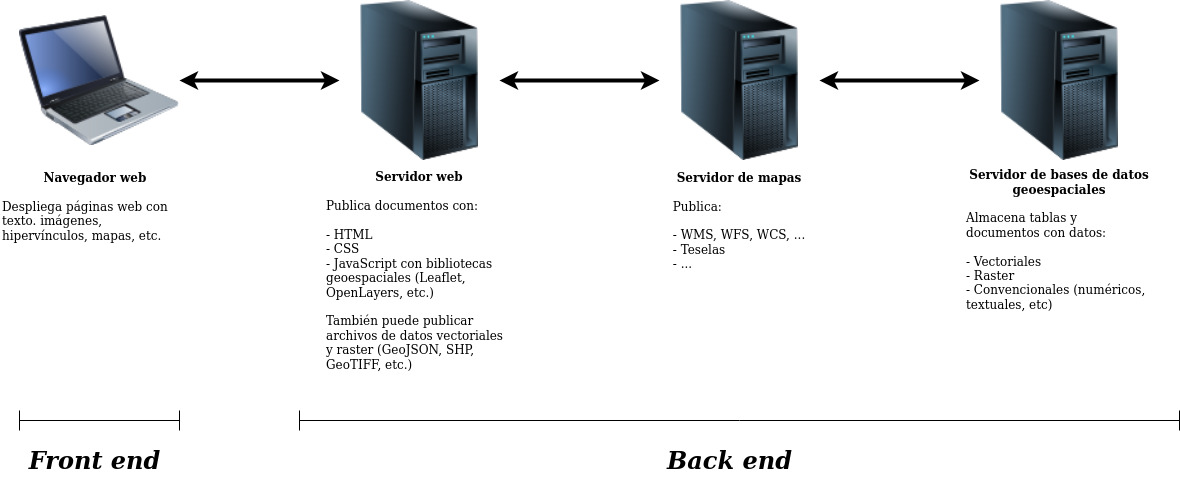 Navegador web
Despliega páginas web con
texto. imágenes,
hipervínculos, mapas, etc.
Servidor web
Publica documentos con:
- HTML
- CSS
- JavaScript con bibliotecas
geoespaciales (Leaflet,
OpenLayers, etc.)
También puede publicar
archivos de datos vectoriales
y raster (GeoJSON, SHP,
GeoTIFF, etc.)
Servidor de mapas
Publica:
- WMS, WFS, WCS, ...
- Teselas
- ...
Servidor de bases de datos
geoespaciales
Almacena tablas y
documentos con datos:
- Vectoriales
- Raster
- Convencionales (numéricos,
textuales, etc)
Front end
Back end